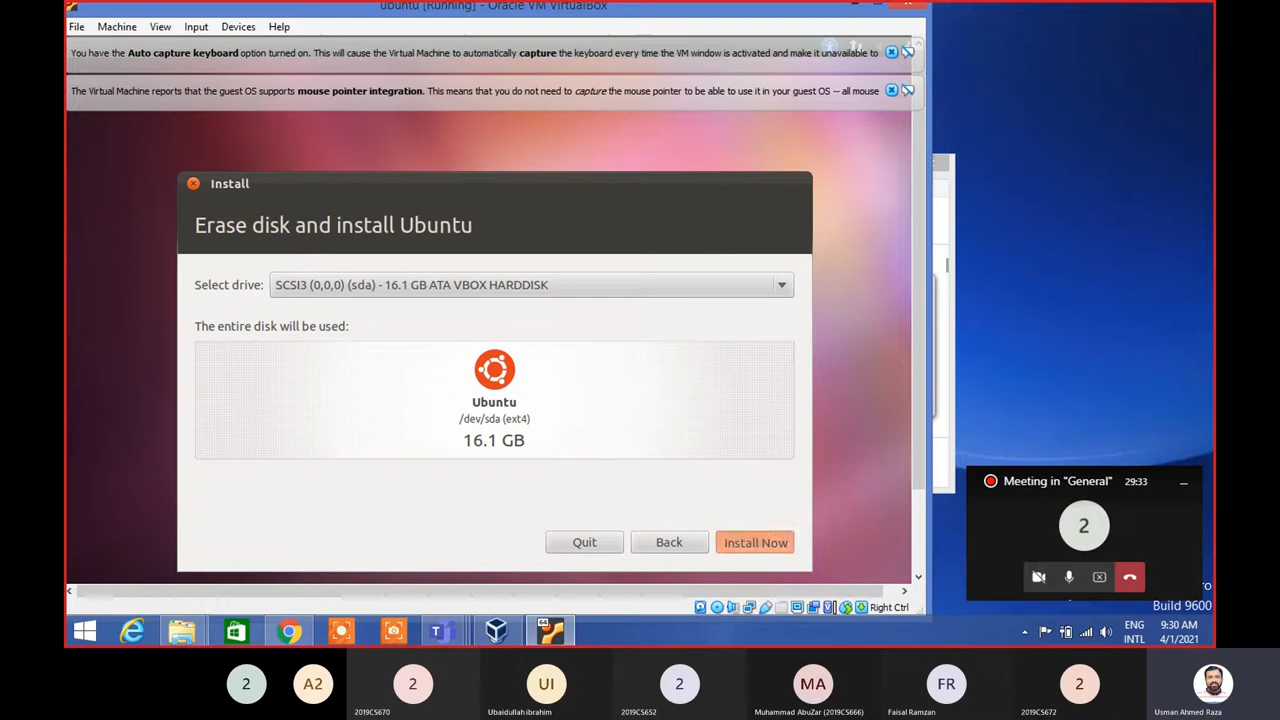 ubuntu [Running] - Oracle VM VirtualBox
File Machine View Input Devices Help
You have the Auto capture keyboard option turned on. This will cause the Virtual Machine to automatically capture the keyboard every time the VM window is activated and make it unavailable to
The Virtual Machine reports that the guest OS supports mouse pointer integration. This means that you do not need to capture the mouse pointer to be able to use it in your guest OS -- all mouse
Install
Erase disk and install Ubuntu
Select drive: SCSI3 (0,0,0) (sda) - 16.1 GB ATA VBOX HARDDISK
The entire disk will be used:
Ubuntu
/dev/sda (ext4)
16.1 GB
Quit Back Install Now
Meeting in "General" 29:33
2
Right Ctrl
Build 9600
64
ENG
INTL
9:30 AM
4/1/2021
2 A2 2 UI 2 MA FR 2
2019CS670 Ubaidullah ibrahim 2019CS652 Muhammad AbuZar (2019CS666) Faisal Ramzan 2019CS672 Usman Ahmed Raza